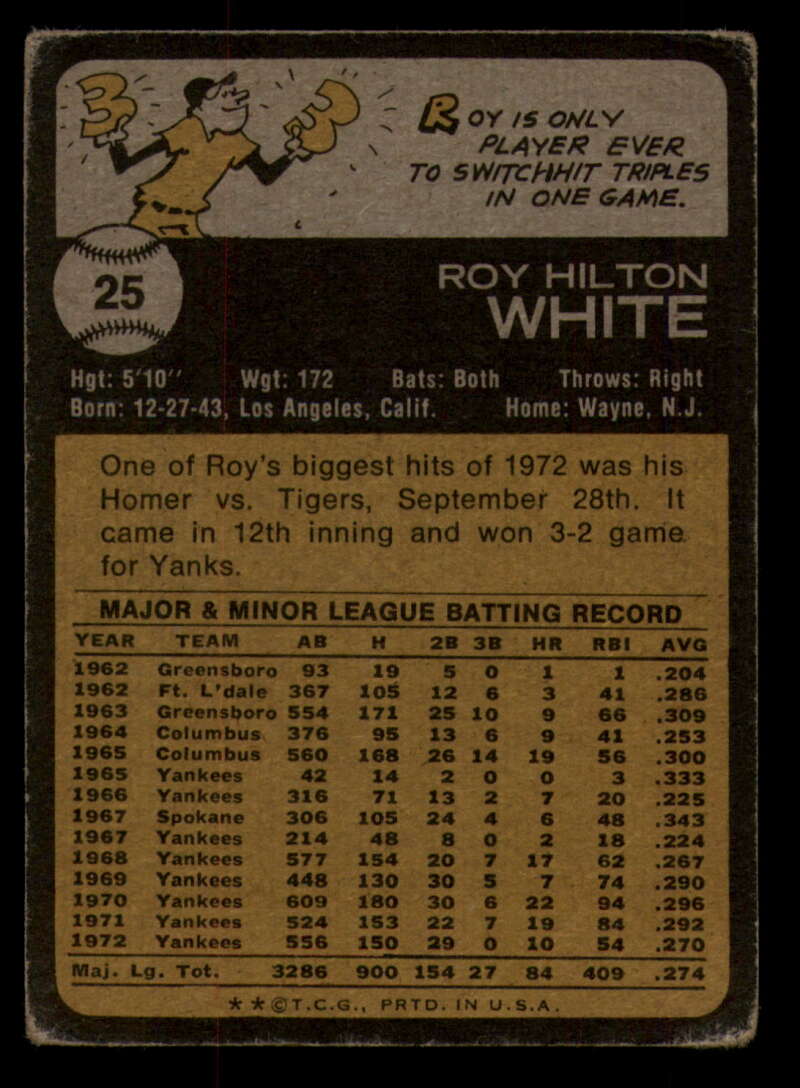 3 3
ROY IS ONLY
PLAYER EVER
TO SWITCHHIT TRIPLES
IN ONE GAME.
25
ROY HILTON
WHITE
Hgt: 5'10" Wgt: 172 Bats: Both Throws: Right
Born: 12-27-43, Los Angeles, Calif. Home: Wayne, N.J.
One of Roy's biggest hits of 1972 was his
Homer vs. Tigers, September 28th. It
came in 12th inning and won 3-2 game
for Yanks.
MAJOR & MINOR LEAGUE BATTING RECORD
YEAR TEAM AB H 2B 3B HR RBI AVG
1962 Greensboro 93 19 5 0 1 1 .204
1962 Ft. L'dale 367 105 12 6 3 41 .286
1963 Greensboro 554 171 25 10 9 66 .309
1964 Columbus 376 95 13 6 9 41 .253
1965 Columbus 560 168 26 14 19 56 .300
1965 Yankees 42 14 2 0 0 3 .333
1966 Yankees 316 71 13 2 7 20 .225
1967 Spokane 306 105 24 4 6 48 .343
1967 Yankees 214 48 8 0 2 18 .224
1968 Yankees 577 154 20 7 17 62 .267
1969 Yankees 448 130 30 5 7 74 .290
1970 Yankees 609 180 30 6 22 94 .296
1971 Yankees 524 153 22 7 19 84 .292
1972 Yankees 556 150 29 0 10 54 .270
Maj. Lg. Tot. 3286 900 154 27 84 409 .274
★ ★ © T.C.G., PRTD. IN U.S.A.